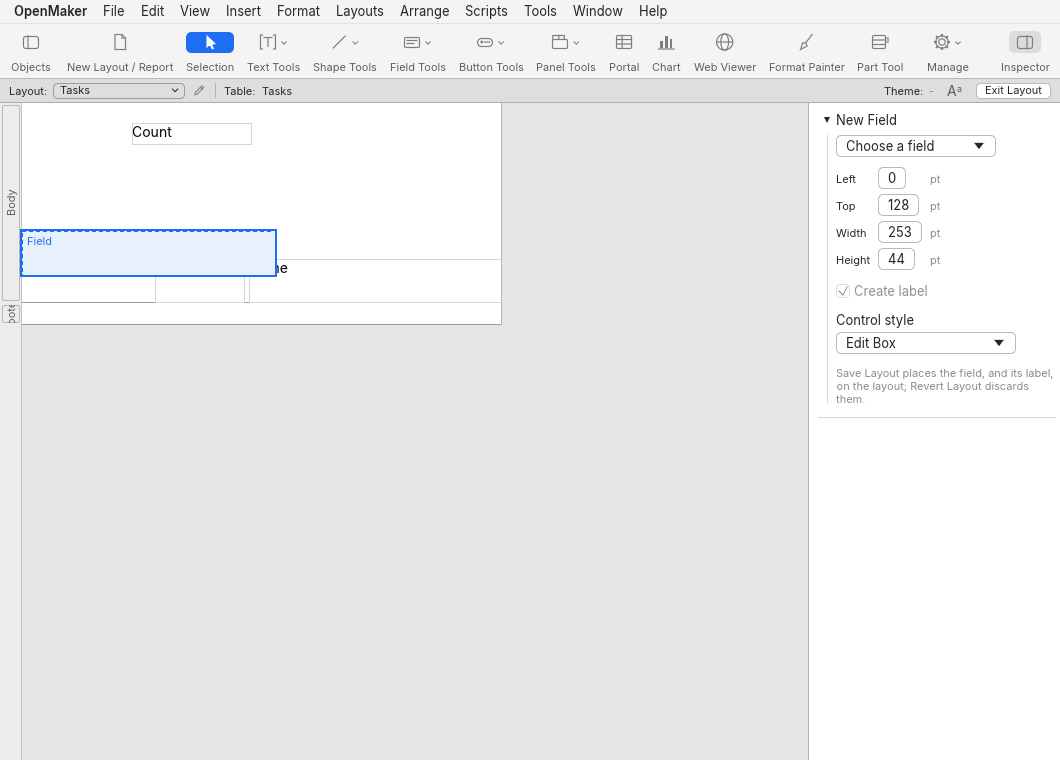 OpenMaker File Edit View Insert Format Layouts Arrange Scripts Tools Window Help
Objects New Layout / Report Selection Text Tools Shape Tools Field Tools Button Tools Panel Tools Portal Chart Web Viewer Format Painter Part Tool Manage Inspector
Layout: Tasks Table: Tasks Theme: - Aa Exit Layout
Count
Body
Field
New Field
Choose a field
Left 0 pt
Top 128 pt
Width 253 pt
Height 44 pt
Create label
Control style
Edit Box
Save Layout places the field, and its label,
on the layout; Revert Layout discards
them.